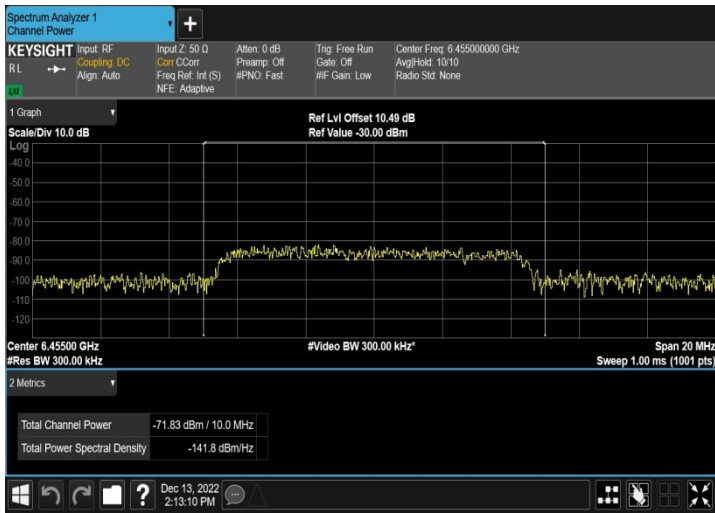 Spectrum Analyzer 1
Channel Power
KEYSIGHT Input: RF Input Z: 50 Ω Atten: 0 dB Trig: Free Run Center Freq: 6.455000000 GHz
RL Coupling: DC Corr CCorr Preamp: Off Gate: Off Avg|Hold: 10/10
Align: Auto Freq Ref: Int (S) #PNO: Fast #IF Gain: Low Radio Std: None
LXI NFE: Adaptive
1 Graph
Ref Lvl Offset 10.49 dB
Scale/Div 10.0 dB Ref Value -30.00 dBm
Log
-40.0
-50.0
-60.0
-70.0
-80.0
-90.0
-100
-110
-120
Center 6.45500 GHz #Video BW 300.00 kHz* Span 20 MHz
#Res BW 300.00 kHz Sweep 1.00 ms (1001 pts)
2 Metrics
Total Channel Power -71.83 dBm / 10.0 MHz
Total Power Spectral Density -141.8 dBm/Hz
? Dec 13, 2022
2:13:10 PM